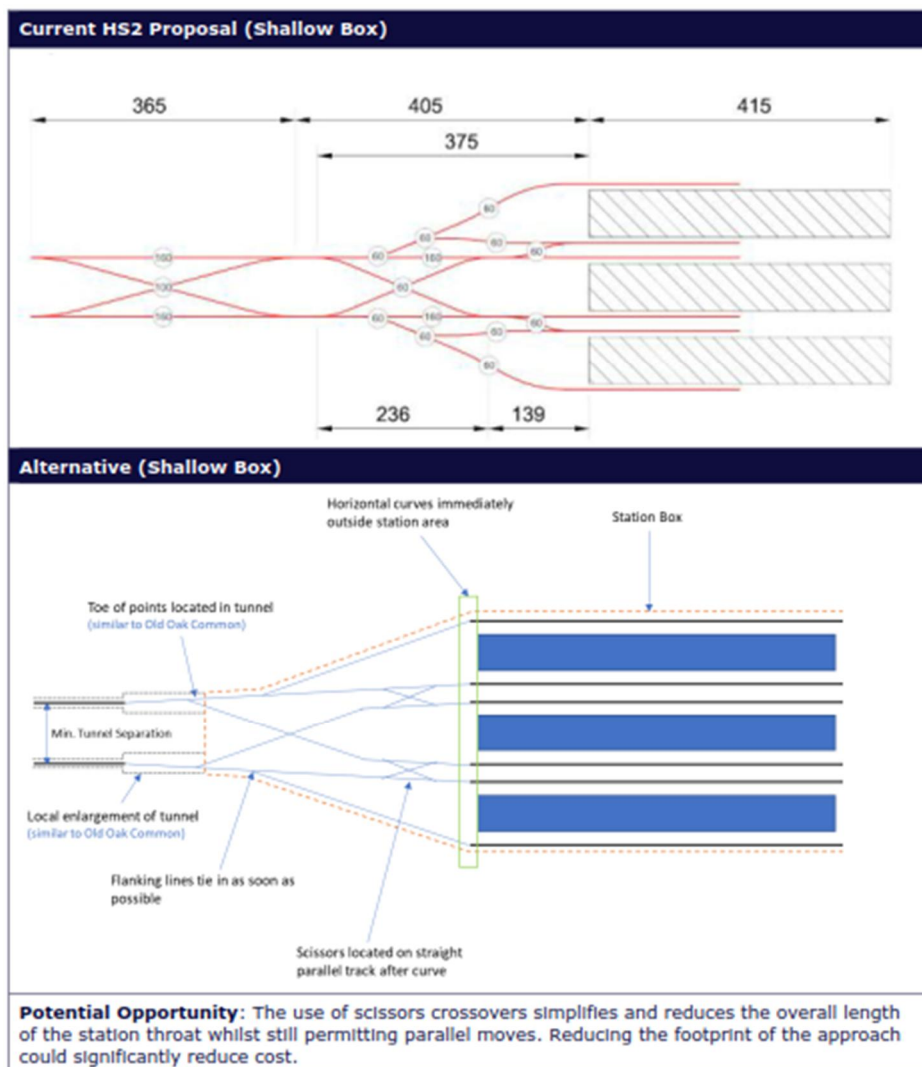 Current HS2 Proposal (Shallow Box)
365
405
415
375
60
60
60
160
60
160
60
100
60
160
60
160
60
60
60
60
236
139
Alternative (Shallow Box)
Horizontal curves immediately
outside station area
Station Box
Toe of points located in tunnel
(similar to Old Oak Common)
Min. Tunnel Separation
Local enlargement of tunnel
(similar to Old Oak Common)
Flanking lines tie in as soon as
possible
Scissors located on straight
parallel track after curve
Potential Opportunity: The use of scissors crossovers simplifies and reduces the overall length
of the station throat whilst still permitting parallel moves. Reducing the footprint of the approach
could significantly reduce cost.